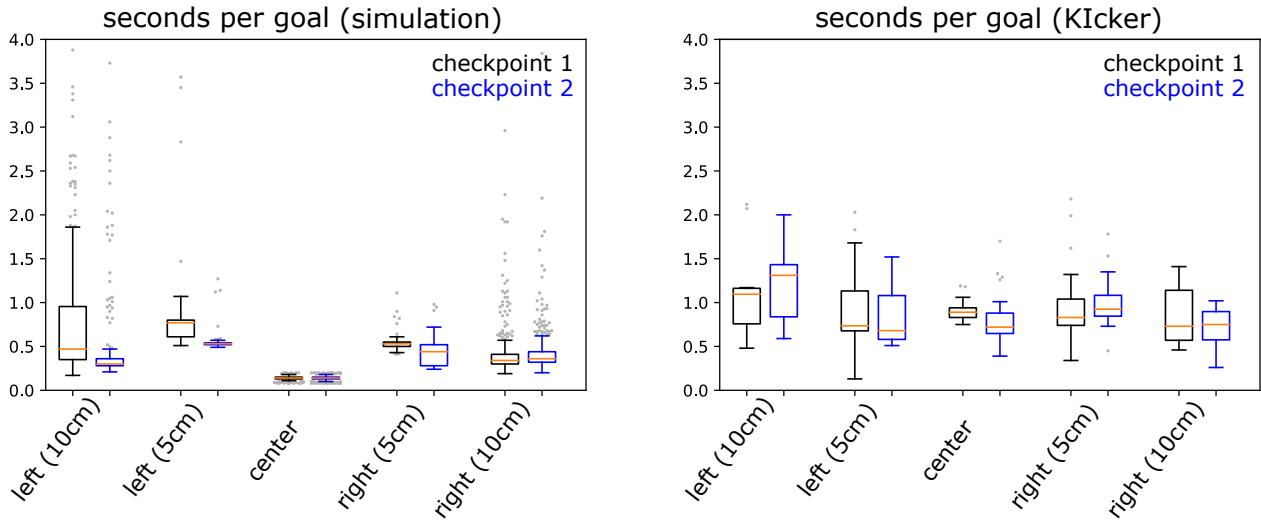 seconds per goal (simulation)
4.0
3.5
3.0
2.5
2.0
1.5
1.0
0.5
0.0
checkpoint 1
checkpoint 2
left (10cm)
left (5cm)
center
right (5cm)
right (10cm)
seconds per goal (KIcker)
4.0
3.5
3.0
2.5
2.0
1.5
1.0
0.5
0.0
checkpoint 1
checkpoint 2
left (10cm)
left (5cm)
center
right (5cm)
right (10cm)